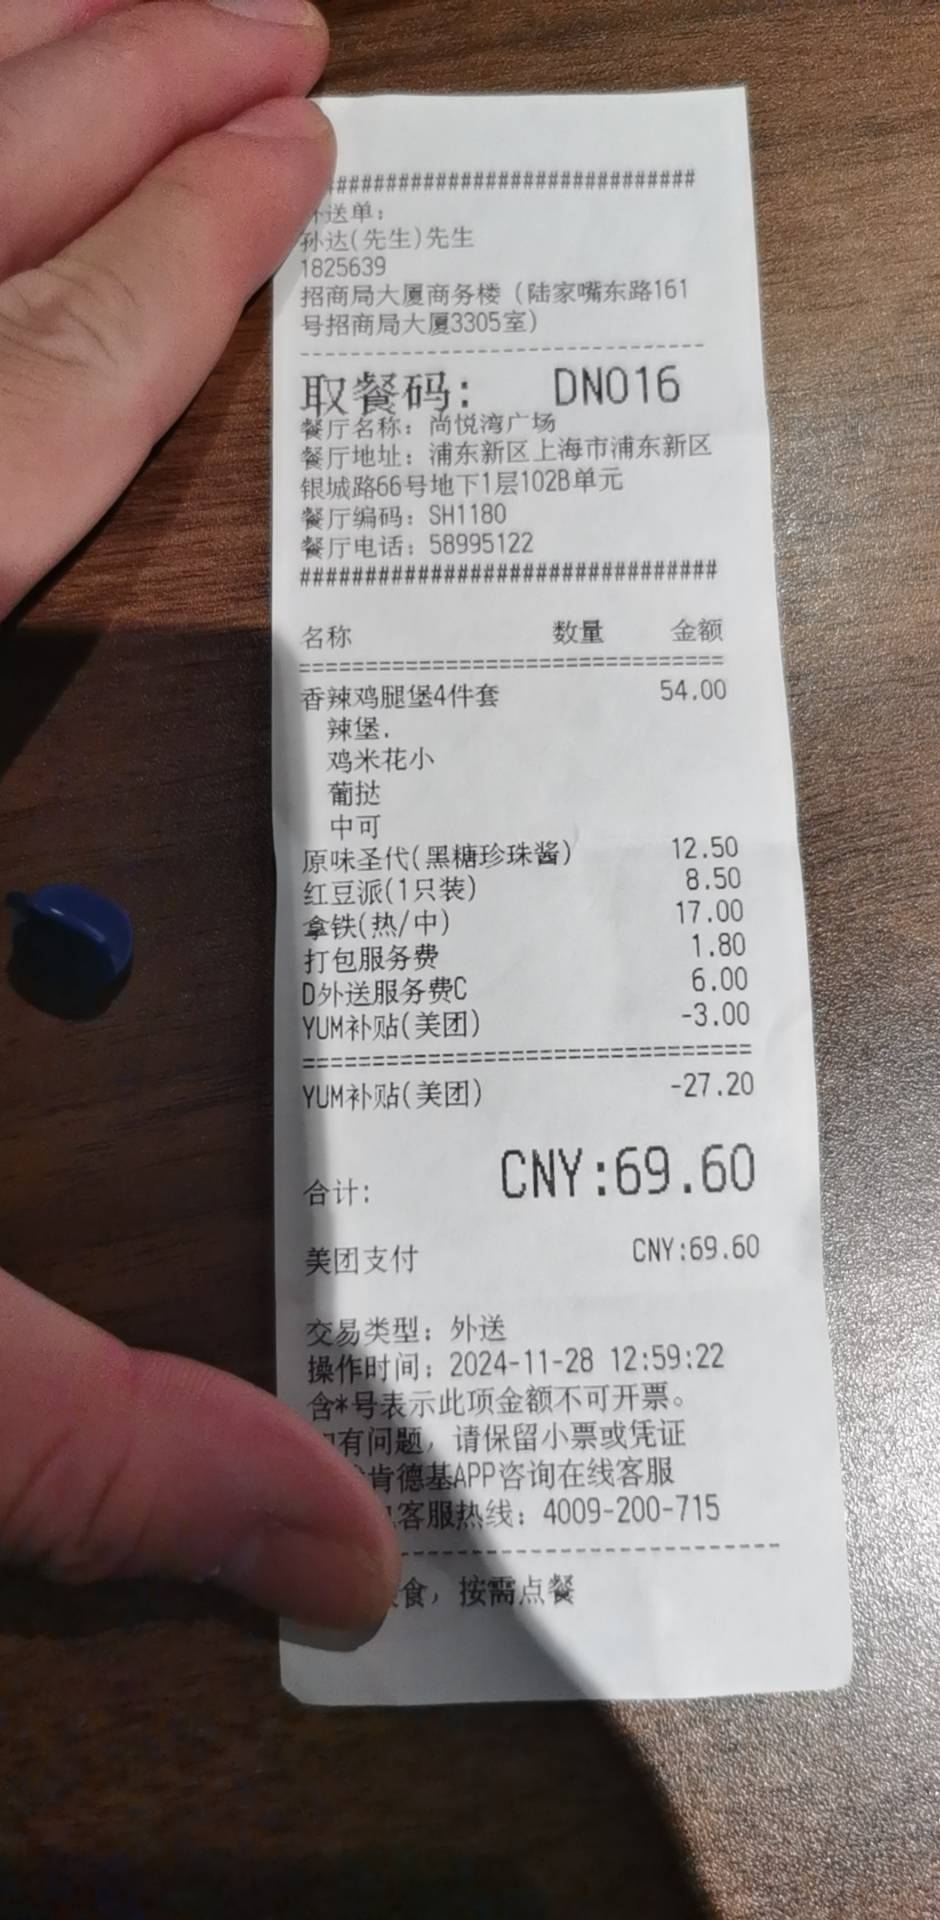 ##############################
送单：
孙达(先生)先生
1825639
招商局大厦商务楼（陆家嘴东路161
号招商局大厦3305室）
--------------------------------
取餐码： DN016
餐厅名称：尚悦湾广场
餐厅地址：浦东新区上海市浦东新区
银城路66号地下1层102B单元
餐厅编码：SH1180
餐厅电话：58995122
################################
名称 数量 金额
================================
香辣鸡腿堡4件套 54.00
辣堡.
鸡米花小
葡挞
中可
原味圣代(黑糖珍珠酱) 12.50
红豆派(1只装) 8.50
拿铁(热/中) 17.00
打包服务费 1.80
D外送服务费C 6.00
YUM补贴(美团) -3.00
================================
YUM补贴(美团) -27.20
合计: CNY:69.60
美团支付 CNY:69.60
交易类型：外送
操作时间：2024-11-28 12:59:22
含*号表示此项金额不可开票。
有问题，请保留小票或凭证
肯德基APP咨询在线客服
客服热线：4009-200-715
--------------------------------
食，按需点餐